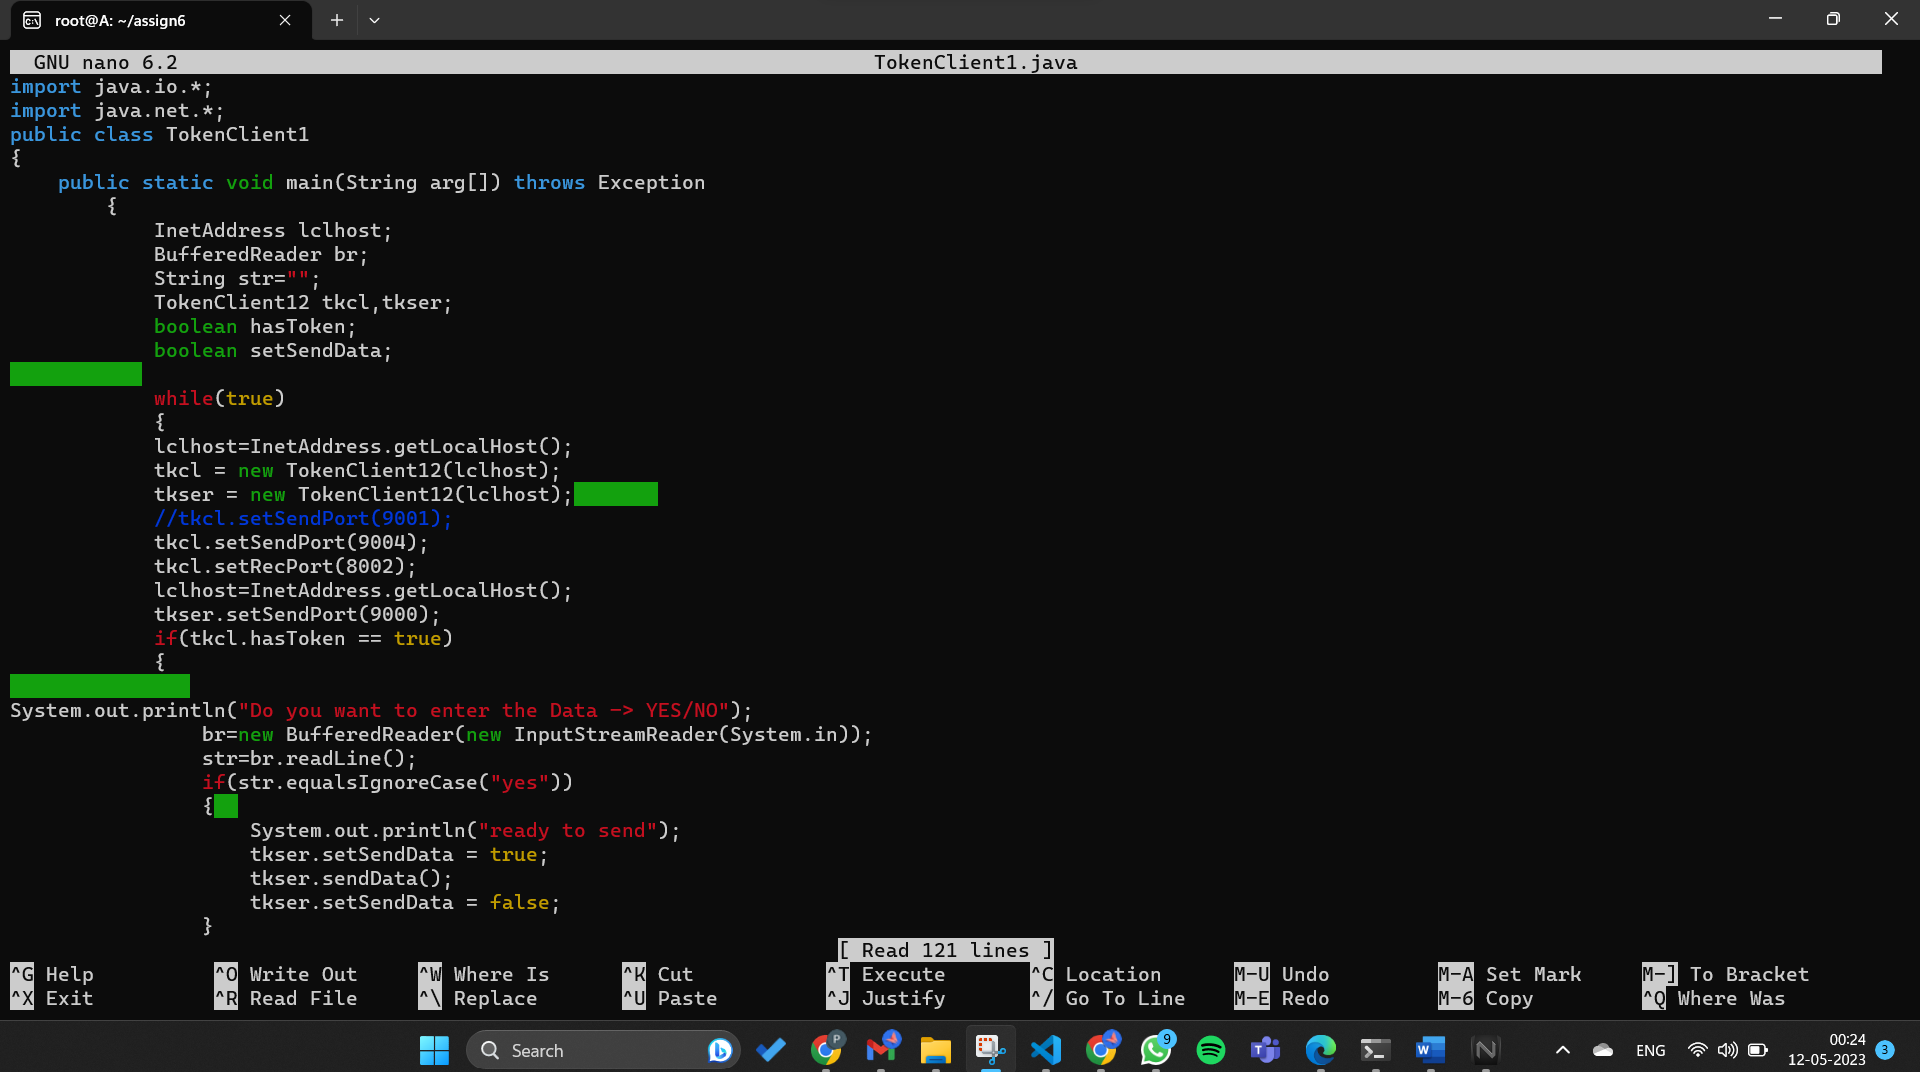 root@A: ~/assign6
GNU nano 6.2 TokenClient1.java
import java.io.*;
import java.net.*;
public class TokenClient1
{
    public static void main(String arg[]) throws Exception
        {
            InetAddress lclhost;
            BufferedReader br;
            String str="";
            TokenClient12 tkcl,tkser;
            boolean hasToken;
            boolean setSendData;
            while(true)
            {
            lclhost=InetAddress.getLocalHost();
            tkcl = new TokenClient12(lclhost);
            tkser = new TokenClient12(lclhost);
            //tkcl.setSendPort(9001);
            tkcl.setSendPort(9004);
            tkcl.setRecPort(8002);
            lclhost=InetAddress.getLocalHost();
            tkser.setSendPort(9000);
            if(tkcl.hasToken == true)
            {
System.out.println("Do you want to enter the Data -> YES/NO");
                br=new BufferedReader(new InputStreamReader(System.in));
                str=br.readLine();
                if(str.equalsIgnoreCase("yes"))
                {
                    System.out.println("ready to send");
                    tkser.setSendData = true;
                    tkser.sendData();
                    tkser.setSendData = false;
                }
[ Read 121 lines ]
^G Help ^O Write Out ^W Where Is ^K Cut ^T Execute ^C Location M-U Undo M-A Set Mark M-] To Bracket
^X Exit ^R Read File ^\ Replace ^U Paste ^J Justify ^/ Go To Line M-E Redo M-6 Copy ^Q Where Was
Search P 9 ENG 00:24 3
12-05-2023